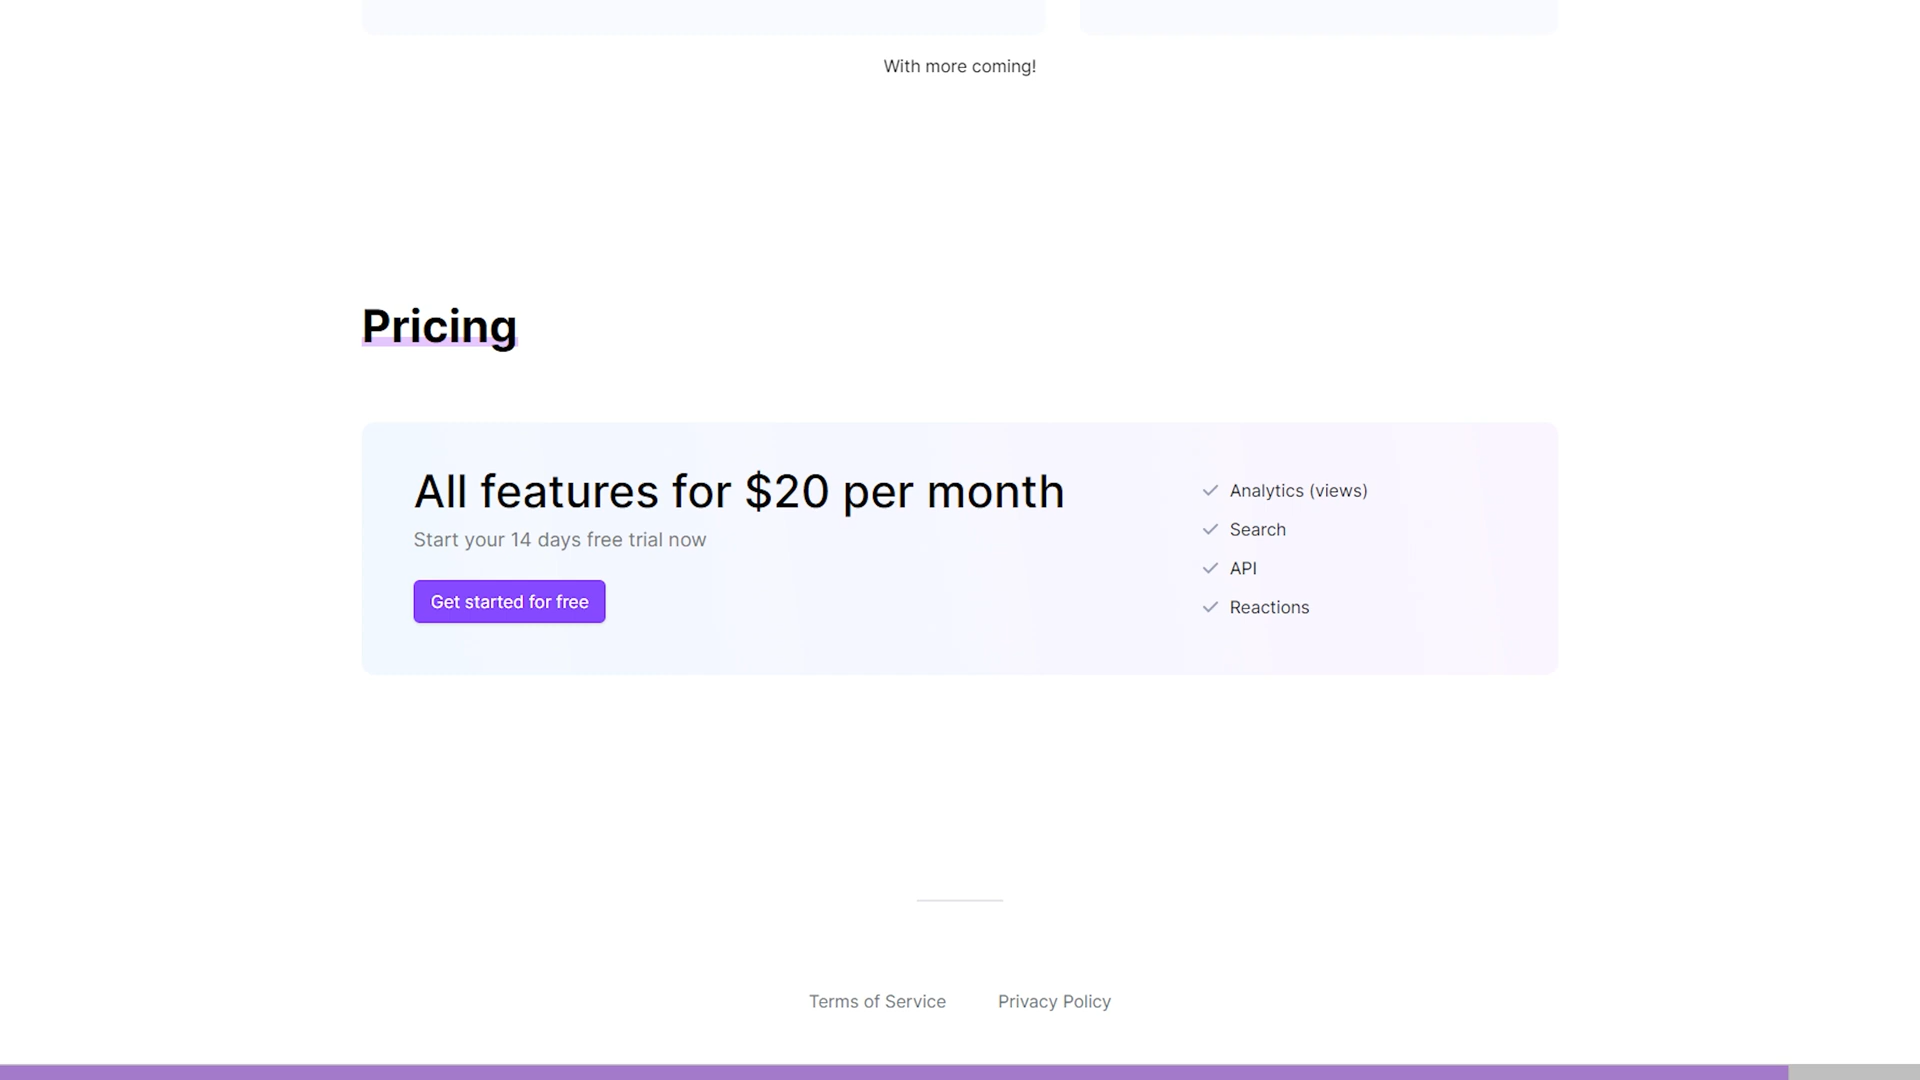 With more coming!
Pricing
All features for $20 per month
Start your 14 days free trial now
Get started for free
Analytics (views)
Search
API
Reactions
Terms of Service
Privacy Policy